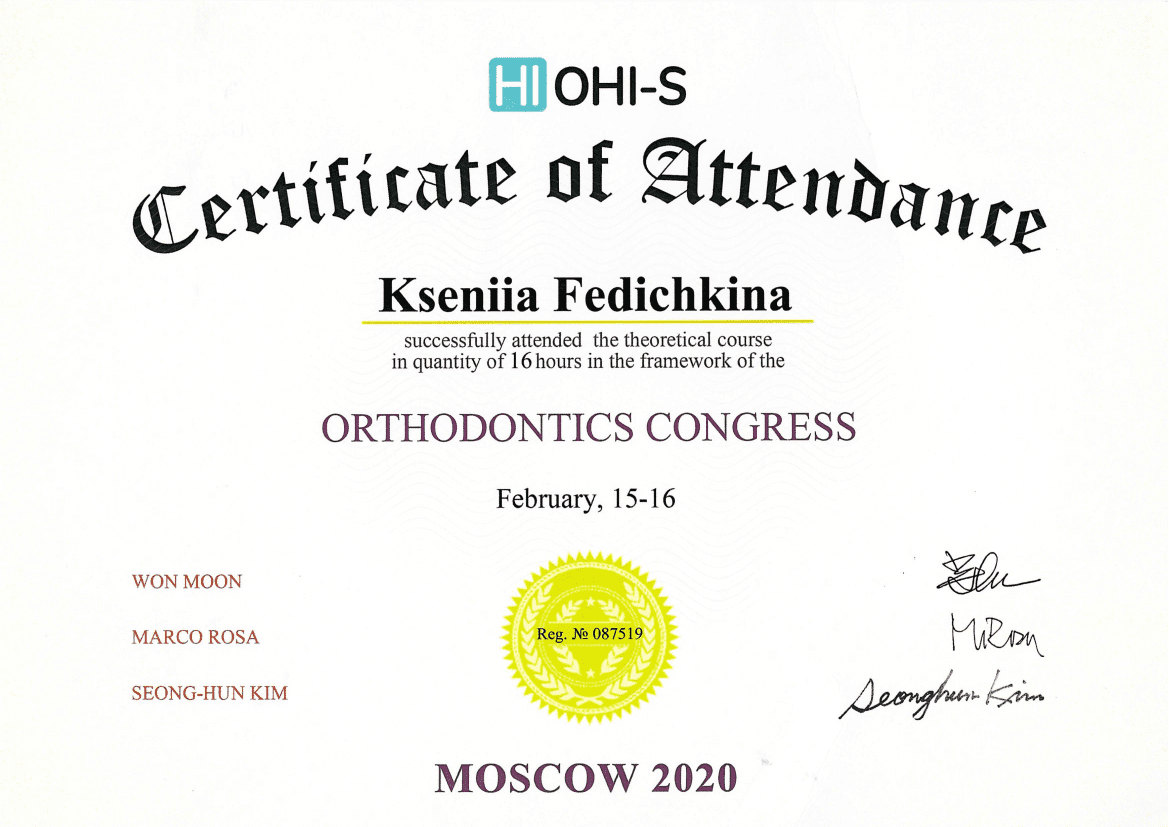 HI OHI-S
Certificate of Attendance
Kseniia Fedichkina
successfully attended the theoretical course
in quantity of 16 hours in the framework of the
ORTHODONTICS CONGRESS
February, 15-16
WON MOON
MARCO ROSA
M Rosa
SEONG-HUN KIM
Seonghun Kim
Reg. № 087519
MOSCOW 2020